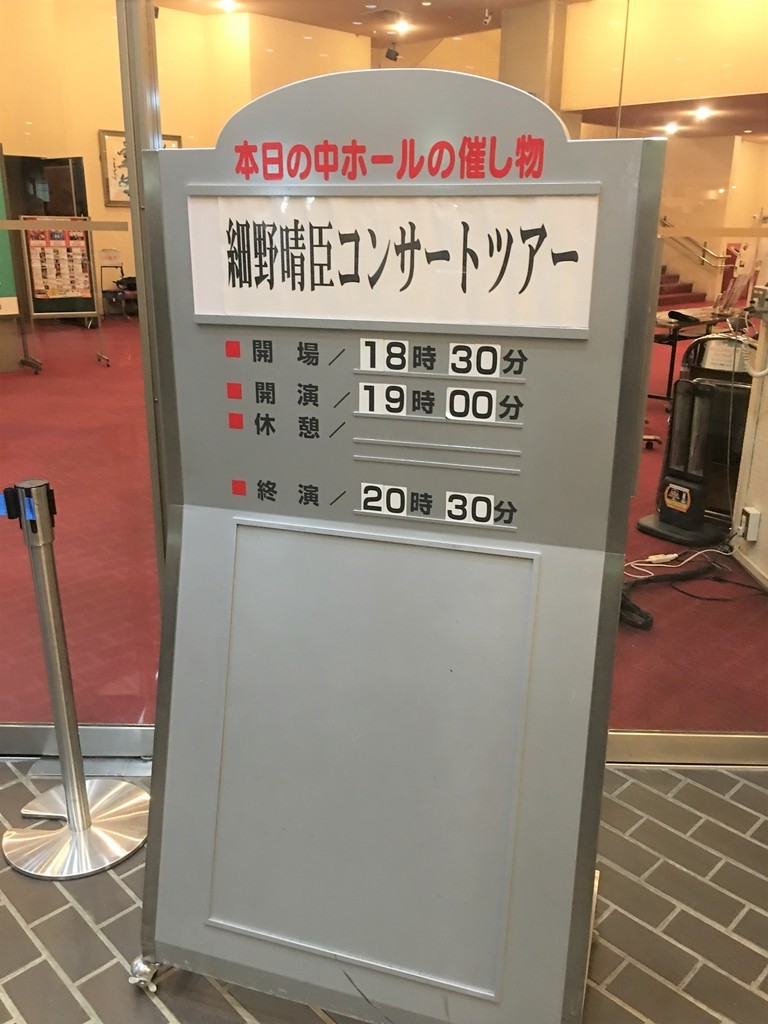 本日の中ホールの催し物
細野晴臣コンサートツアー
■開 場／ 18時 30分
■開 演／ 19時 00分
■休 憩／
■終 演／ 20時 30分